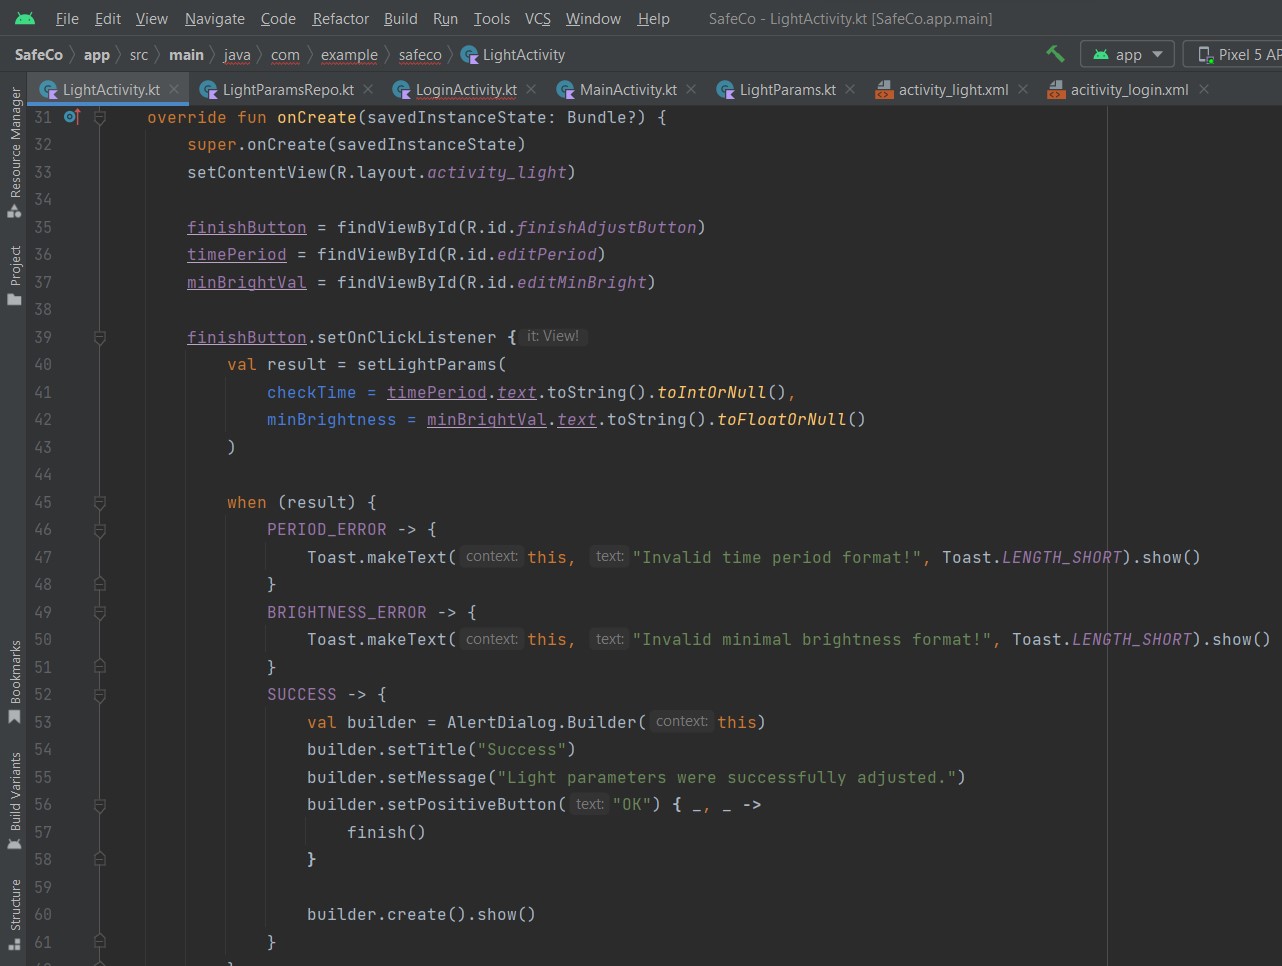 File Edit View Navigate Code Refactor Build Run Tools VCS Window Help SafeCo - LightActivity.kt [SafeCo.app.main]
SafeCo app src main java com example safeco LightActivity app Pixel 5 AP
LightActivity.kt LightParamsRepo.kt LoginActivity.kt MainActivity.kt LightParams.kt activity_light.xml acitivity_login.xml
Resource Manager
Project
Bookmarks
Build Variants
Structure
31 override fun onCreate(savedInstanceState: Bundle?) {
32 super.onCreate(savedInstanceState)
33 setContentView(R.layout.activity_light)
34
35 finishButton = findViewById(R.id.finishAdjustButton)
36 timePeriod = findViewById(R.id.editPeriod)
37 minBrightVal = findViewById(R.id.editMinBright)
38
39 finishButton.setOnClickListener { it: View!
40 val result = setLightParams(
41 checkTime = timePeriod.text.toString().toIntOrNull(),
42 minBrightness = minBrightVal.text.toString().toFloatOrNull()
43 )
44
45 when (result) {
46 PERIOD_ERROR -> {
47 Toast.makeText( context: this, text: "Invalid time period format!", Toast.LENGTH_SHORT).show()
48 }
49 BRIGHTNESS_ERROR -> {
50 Toast.makeText( context: this, text: "Invalid minimal brightness format!", Toast.LENGTH_SHORT).show()
51 }
52 SUCCESS -> {
53 val builder = AlertDialog.Builder( context: this)
54 builder.setTitle("Success")
55 builder.setMessage("Light parameters were successfully adjusted.")
56 builder.setPositiveButton( text: "OK") { _, _ ->
57 finish()
58 }
59
60 builder.create().show()
61 }